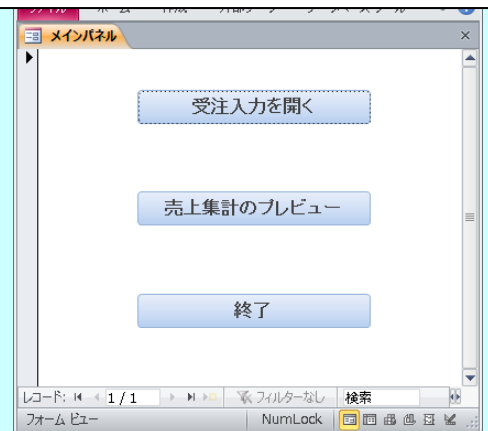 メインパネル
受注入力を開く
売上集計のプレビュー
終了
レコード: 1 / 1 フィルターなし 検索
フォーム ビュー NumLock